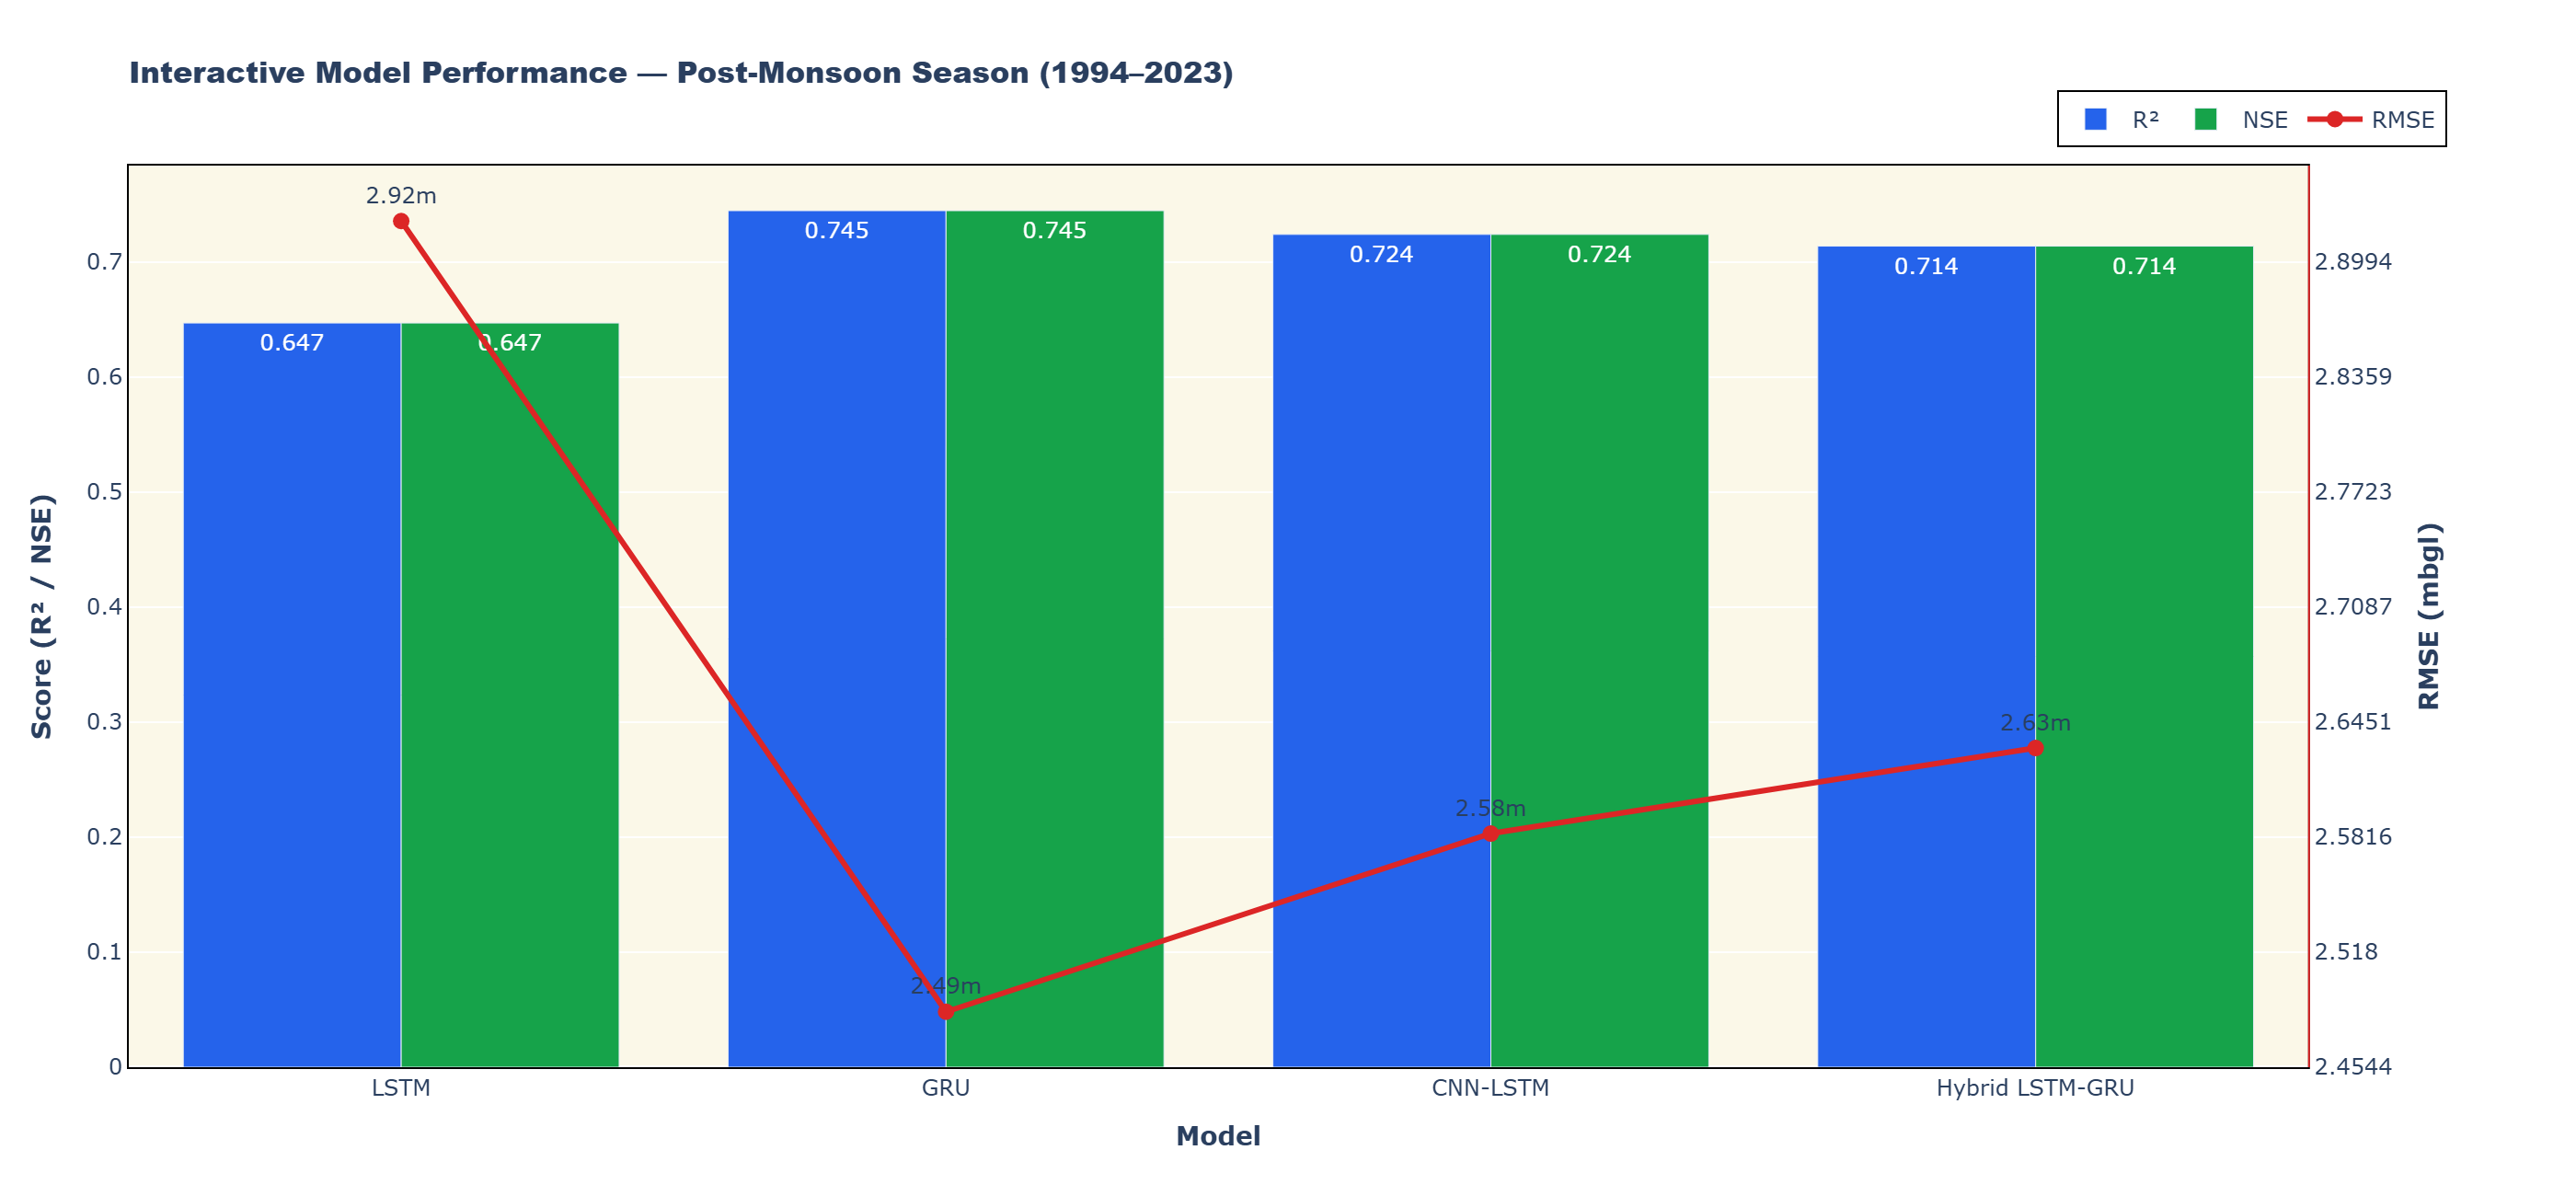 Interactive Model Performance — Post-Monsoon Season (1994–2023)
R² NSE RMSE
Score (R² / NSE)
0.7
0.6
0.5
0.4
0.3
0.2
0.1
0
2.92m
0.647 0.647
0.745 0.745
0.724 0.724
0.714 0.714
2.49m
2.58m
2.63m
2.8994
2.8359
2.7723
2.7087
2.6451
2.5816
2.518
2.4544
RMSE (mbgl)
LSTM GRU CNN-LSTM Hybrid LSTM-GRU
Model